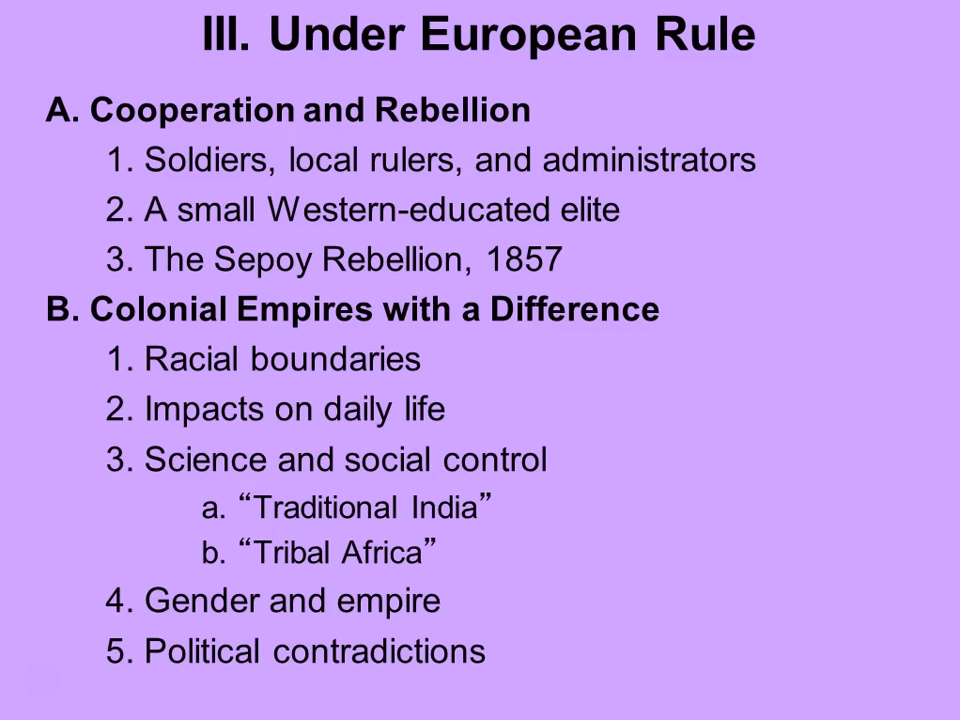 III. Under European Rule
A. Cooperation and Rebellion
1. Soldiers, local rulers, and administrators
2. A small Western-educated elite
3. The Sepoy Rebellion, 1857
B. Colonial Empires with a Difference
1. Racial boundaries
2. Impacts on daily life
3. Science and social control
a. “Traditional India”
b. “Tribal Africa”
4. Gender and empire
5. Political contradictions